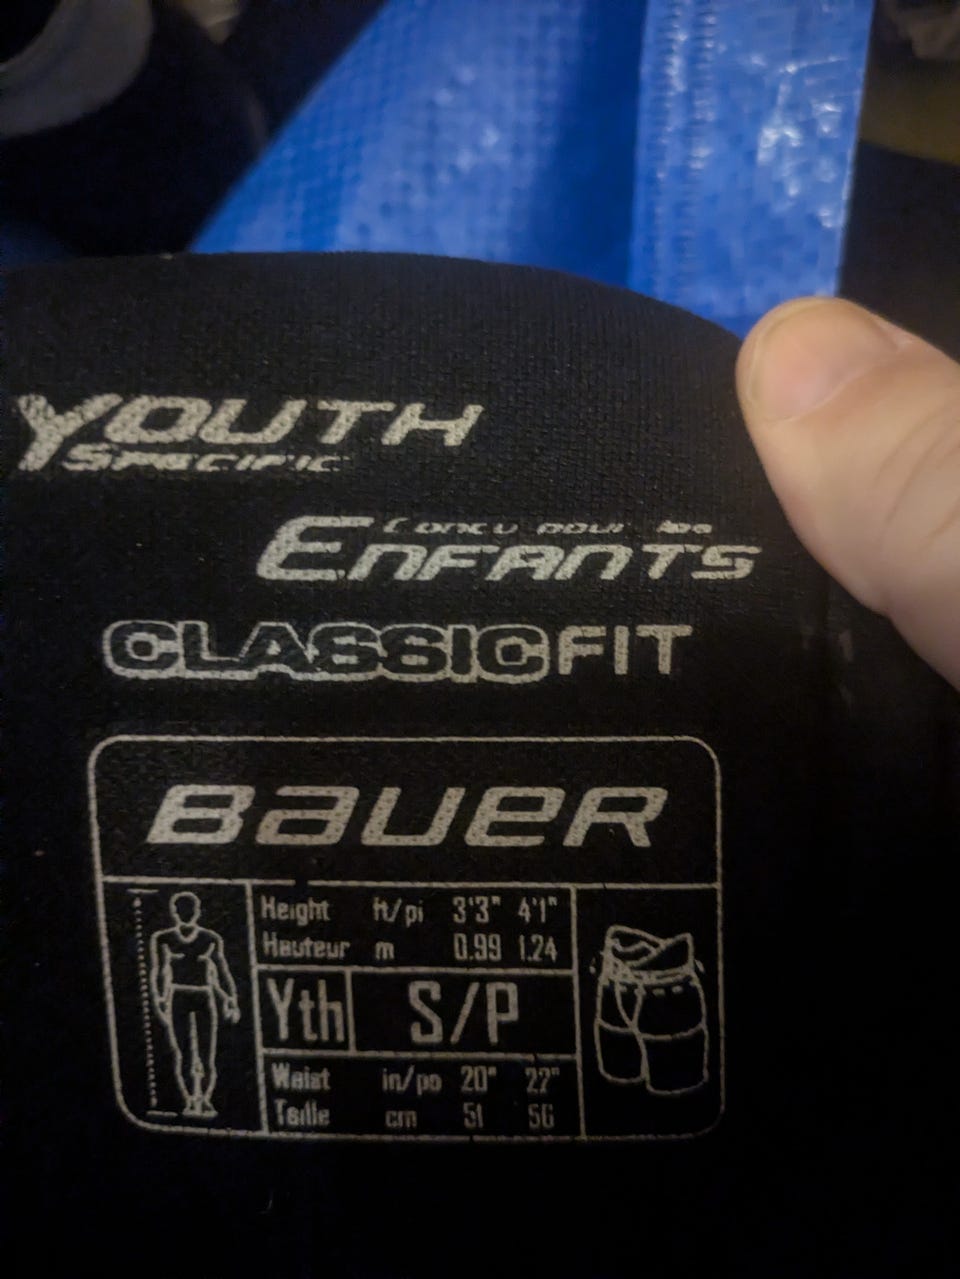 YOUTH
SPECIFIC
Concu pour les
ENFANTS
CLASSICFIT
BAUER
Height ft/pi 3'3" 4'1"
Hauteur m 0.99 1.24
Yth S/P
Waist in/po 20" 22"
Taille cm 51 56